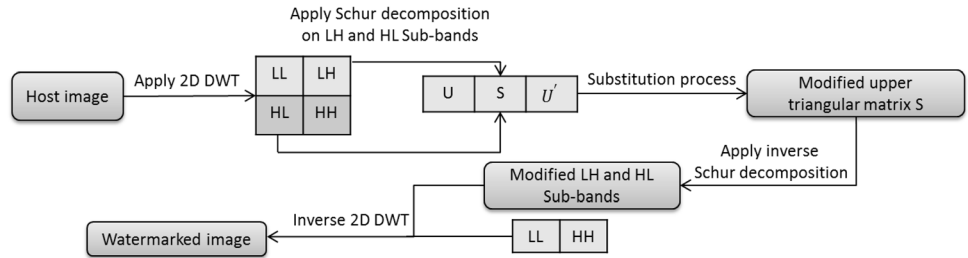 Apply Schur decomposition
on LH and HL Sub-bands
Host image
Apply 2D DWT
LL LH
HL HH
U S U′
Substitution process
Modified upper
triangular matrix S
Apply inverse
Schur decomposition
Modified LH and HL
Sub-bands
Inverse 2D DWT
Watermarked image
LL HH